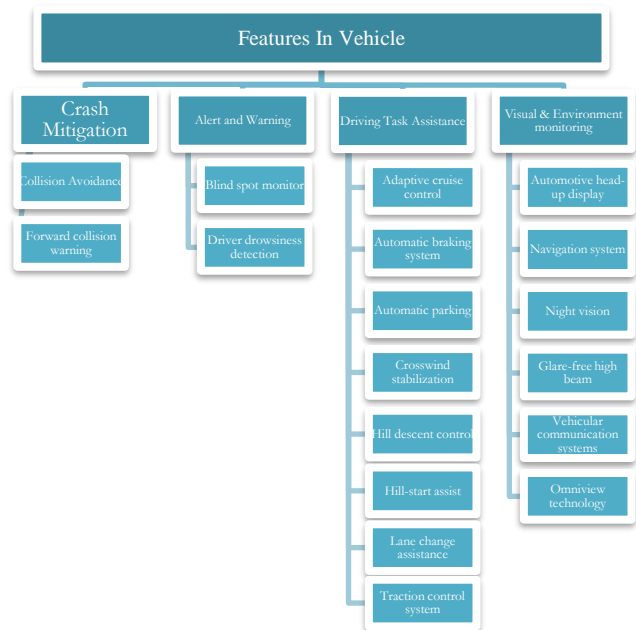 Features In Vehicle
Crash
Mitigation
Collision Avoidance
Forward collision
warning
Alert and Warning
Blind spot monitor
Driver drowsiness
detection
Driving Task Assistance
Adaptive cruise
control
Automatic braking
system
Automatic parking
Crosswind
stabilization
Hill descent control
Hill-start assist
Lane change
assistance
Traction control
system
Visual & Environment
monitoring
Automotive head-
up display
Navigation system
Night vision
Glare-free high
beam
Vehicular
communication
systems
Omniview
technology